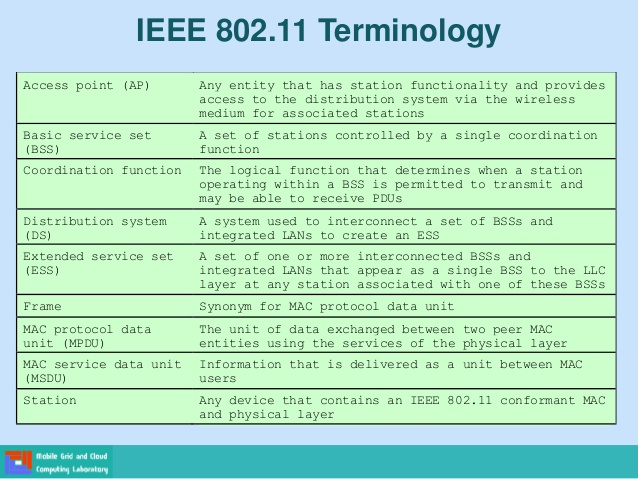 IEEE 802.11 Terminology
Access point (AP)
Any entity that has station functionality and provides
access to the distribution system via the wireless
medium for associated stations
Basic service set
(BSS)
A set of stations controlled by a single coordination
function
Coordination function
The logical function that determines when a station
operating within a BSS is permitted to transmit and
may be able to receive PDUs
Distribution system
(DS)
A system used to interconnect a set of BSSs and
integrated LANs to create an ESS
Extended service set
(ESS)
A set of one or more interconnected BSSs and
integrated LANs that appear as a single BSS to the LLC
layer at any station associated with one of these BSSs
Frame
Synonym for MAC protocol data unit
MAC protocol data
unit (MPDU)
The unit of data exchanged between two peer MAC
entities using the services of the physical layer
MAC service data unit
(MSDU)
Information that is delivered as a unit between MAC
users
Station
Any device that contains an IEEE 802.11 conformant MAC
and physical layer
Mobile Grid and Cloud
Computing Laboratory